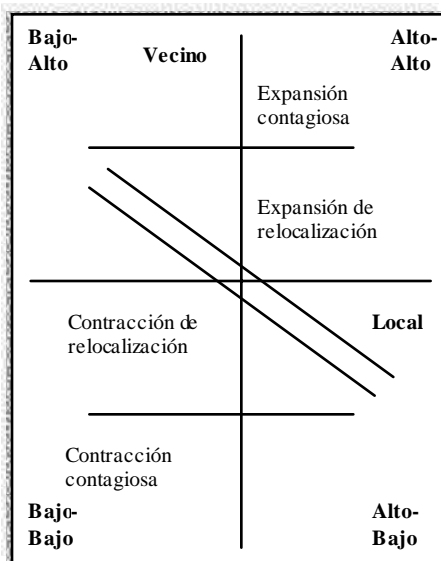 Bajo-
Alto
Vecino
Alto-
Alto
Expansión
contagiosa
Expansión de
relocalización
Contracción de
relocalización
Local
Contracción
contagiosa
Bajo-
Bajo
Alto-
Bajo